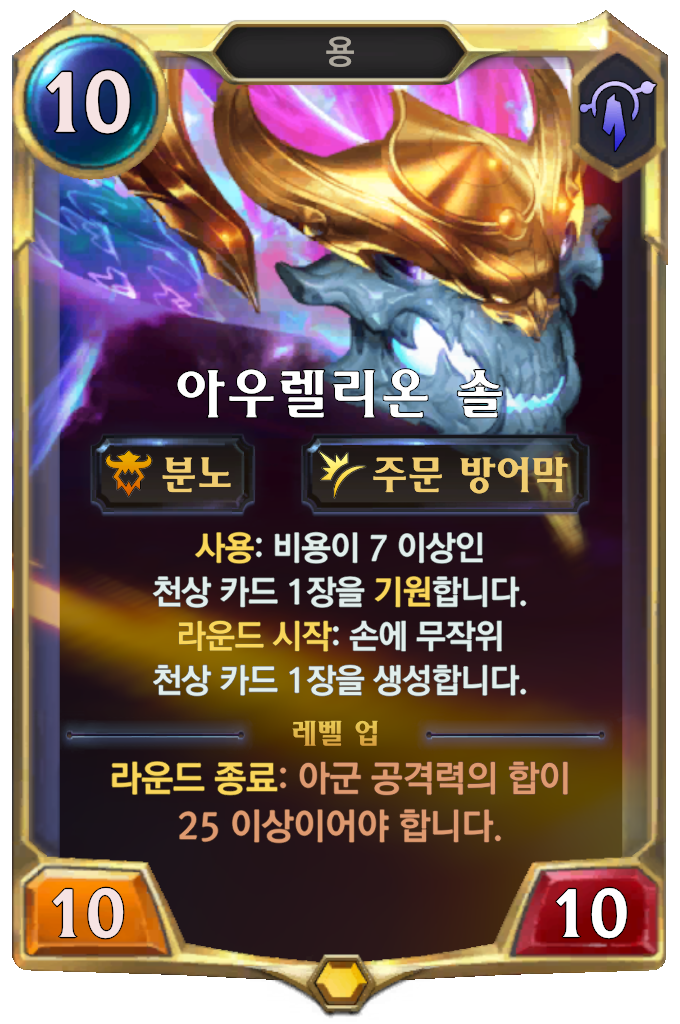 용
10
아우렐리온 솔
분노 주문 방어막
사용: 비용이 7 이상인
천상 카드 1장을 기원합니다.
라운드 시작: 손에 무작위
천상 카드 1장을 생성합니다.
레벨 업
라운드 종료: 아군 공격력의 합이
25 이상이어야 합니다.
10 10